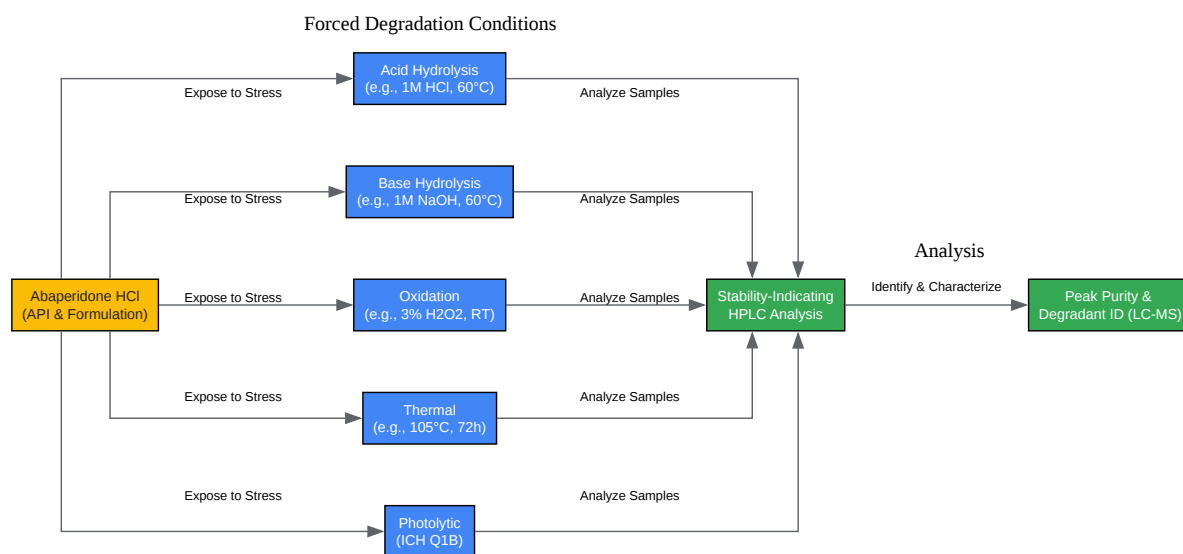 Forced Degradation Conditions
Acid Hydrolysis
(e.g., 1M HCl, 60°C)
Expose to Stress
Analyze Samples
Base Hydrolysis
(e.g., 1M NaOH, 60°C)
Expose to Stress
Analyze Samples
Analysis
Abaperidone HCl
(API & Formulation)
Expose to Stress
Oxidation
(e.g., 3% H2O2, RT)
Analyze Samples
Stability-Indicating
HPLC Analysis
Identify & Characterize
Peak Purity &
Degradant ID (LC-MS)
Expose to Stress
Thermal
(e.g., 105°C, 72h)
Analyze Samples
Expose to Stress
Photolytic
(ICH Q1B)
Analyze Samples